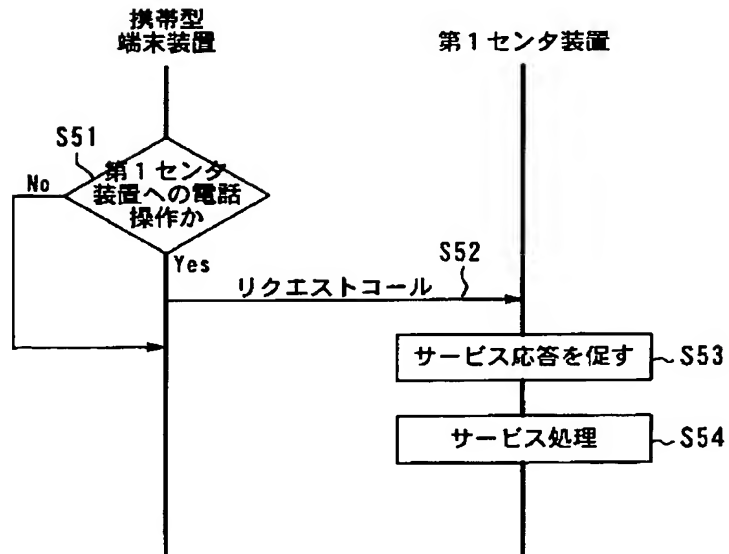 携帯型
端末装置
第1センタ装置
S51
第1センタ
装置への電話
操作か
No
Yes
S52
リクエストコール
サービス応答を促す
S53
サービス処理
S54